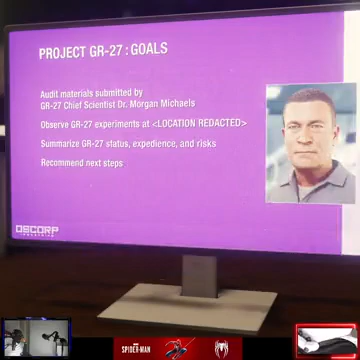 PROJECT GR-27 : GOALS
Audit materials submitted by
GR-27 Chief Scientist Dr. Morgan Michaels
Observe GR-27 experiments at <LOCATION REDACTED>
Summarize GR-27 status, expedience, and risks
Recommend next steps
OSCORP
INDUSTRIES
SPIDER-MAN